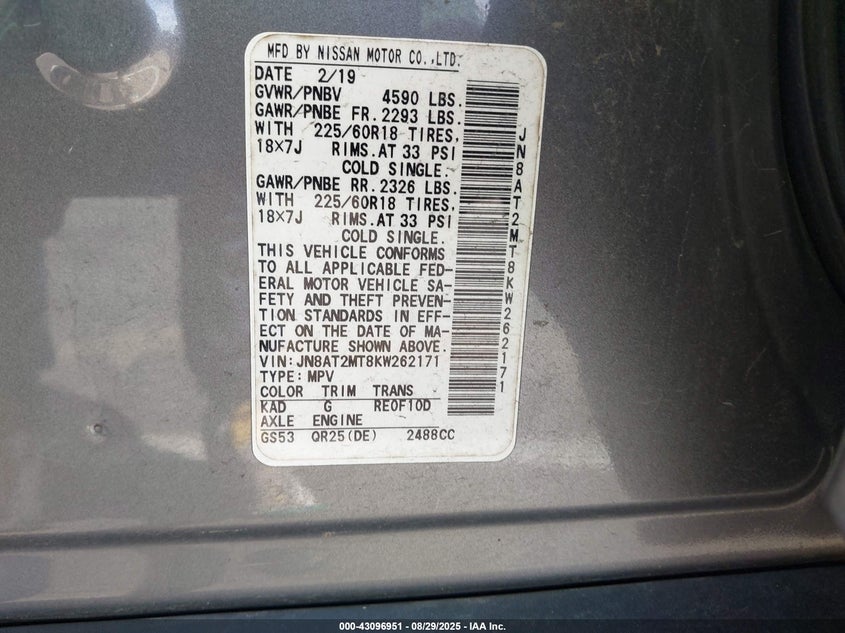 MFD BY NISSAN MOTOR CO.,LTD.
DATE 2/19
GVWR/PNBV 4590 LBS.
GAWR/PNBE FR. 2293 LBS.
WITH 225/60R18 TIRES,
18×7J RIMS. AT 33 PSI
COLD SINGLE.
GAWR/PNBE RR. 2326 LBS.
WITH 225/60R18 TIRES,
18×7J RIMS. AT 33 PSI
COLD SINGLE.
THIS VEHICLE CONFORMS
TO ALL APPLICABLE FED-
ERAL MOTOR VEHICLE SA-
FETY AND THEFT PREVEN-
TION STANDARDS IN EFF-
ECT ON THE DATE OF MA-
NUFACTURE SHOWN ABOVE.
VIN:JN8AT2MT8KW262171
TYPE:MPV
COLOR TRIM TRANS
KAD G RE0F10D
AXLE ENGINE
GS53 QR25(DE) 2488CC
JN8AT2MT8KW262171
000-43096951 - 08/29/2025 - IAA Inc.